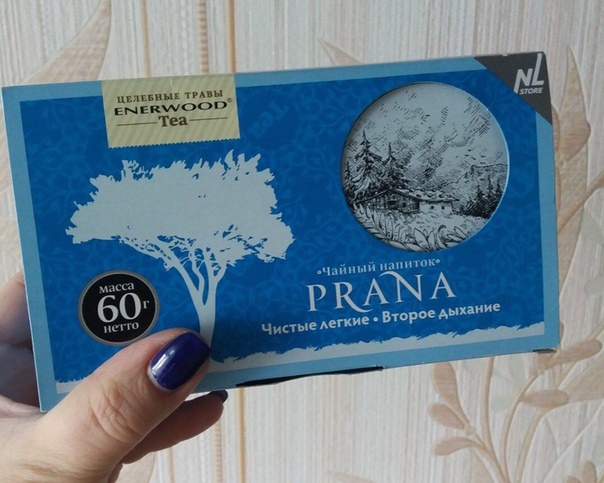 ЦЕЛЕБНЫЕ ТРАВЫ
ENERWOOD®
Tea
NL
STORE
масса
60г
нетто
«Чайный напиток»
PRANA
Чистые легкие • Второе дыхание